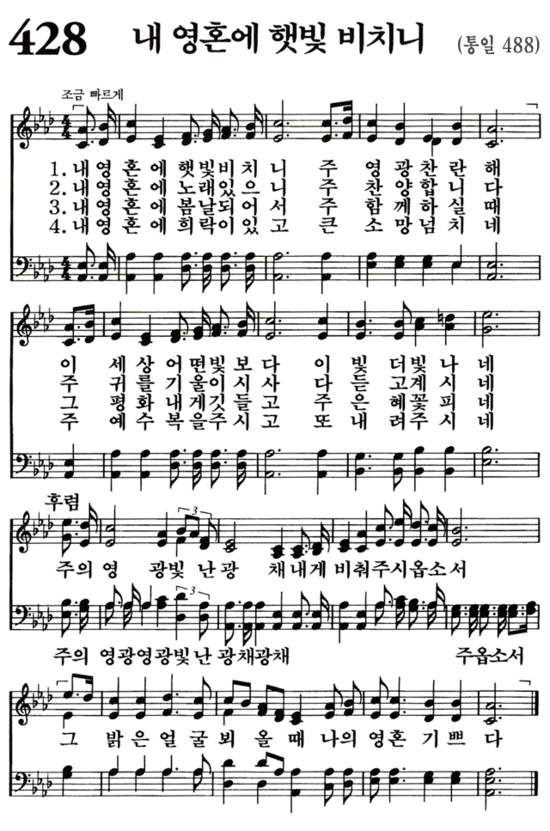 428 내 영혼에 햇빛 비치니 (통일 488)
조금 빠르게
1. 내 영 혼 에 햇 빛 비 치 니 주 영 광 찬 란 해
2. 내 영 혼 에 노 래 있 으 니 주 찬 양 합 니 다
3. 내 영 혼 에 봄 날 되 어 서 주 함 께 하 실 때
4. 내 영 혼 에 희 락 이 있 고 큰 소 망 넘 치 네
이 세 상 어 떤 빛 보 다 이 빛 더 빛 나 네
주 귀 를 기 울 이 시 사 다 듣 고 계 시 네
그 평 화 내 게 깃 들 고 주 은 혜 꽃 피 네
주 예 수 복 을 주 시 고 또 내 려 주 시 네
후렴
주의 영 광 빛 난 광 채 내게 비춰주시옵소서
주의 영광영광빛 난 광채광채 주옵소서
그 밝 은 얼 굴 뵈 올 때 나 의 영 혼 기 쁘 다